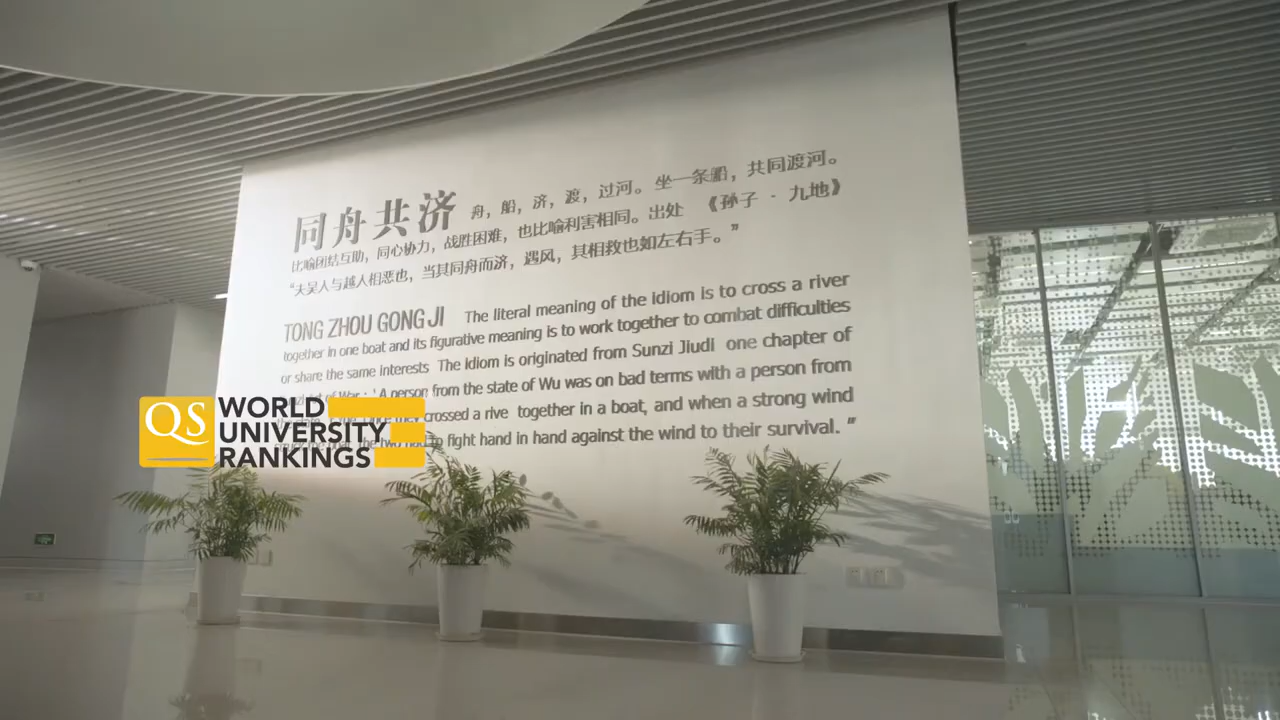 同舟共济 舟，船，济，渡，过河。坐一条船，共同渡河。
比喻团结互助，同心协力，战胜困难，也比喻利害相同。出处 《孙子 · 九地》
“夫吴人与越人相恶也，当其同舟而济，遇风，其相救也如左右手。”
TONG ZHOU GONG JI The literal meaning of the idiom is to cross a river
together in one boat and its figurative meaning is to work together to combat difficulties
or share the same interests The idiom is originated from Sunzi Jiudi one chapter of
of War : ‘ A person from the state of Wu was on bad terms with a person from
they crossed a rive together in a boat, and when a strong wind
the two had to fight hand in hand against the wind to their survival. ”
QS
WORLD
UNIVERSITY
RANKINGS